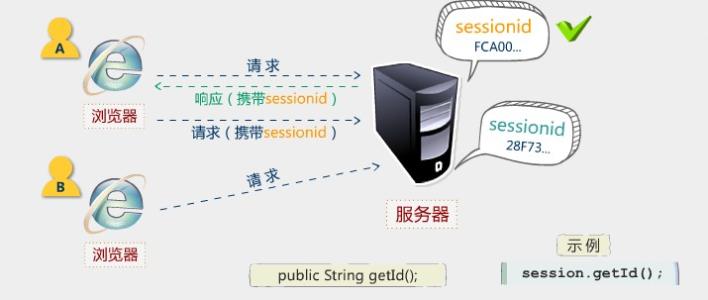 A
浏览器
请求
响应（携带sessionid）
请求（携带sessionid）
sessionid
FCA00...
sessionid
28F73...
B
浏览器
请求
服务器
示例
public String getId();
session.getId();